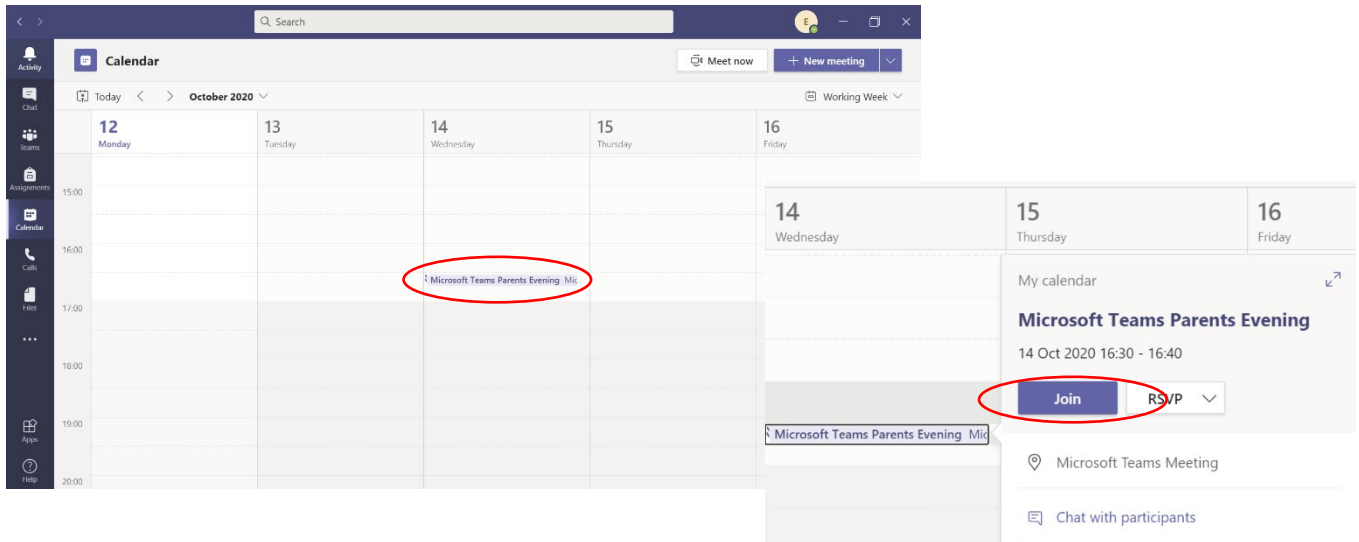 Search
E
Activity
Calendar
Meet now
+ New meeting
Chat
Today
October 2020
Working Week
12
13
14
15
16
Monday
Tuesday
Wednesday
Thursday
Friday
Teams
Assignments
15:00
Calendar
16:00
Calls
Microsoft Teams Parents Evening Mic
Files
17:00
18:00
19:00
Apps
Help
20:00
14
15
16
Wednesday
Thursday
Friday
My calendar
Microsoft Teams Parents Evening
14 Oct 2020 16:30 - 16:40
Join
RSVP
Microsoft Teams Parents Evening Mic
Microsoft Teams Meeting
Chat with participants